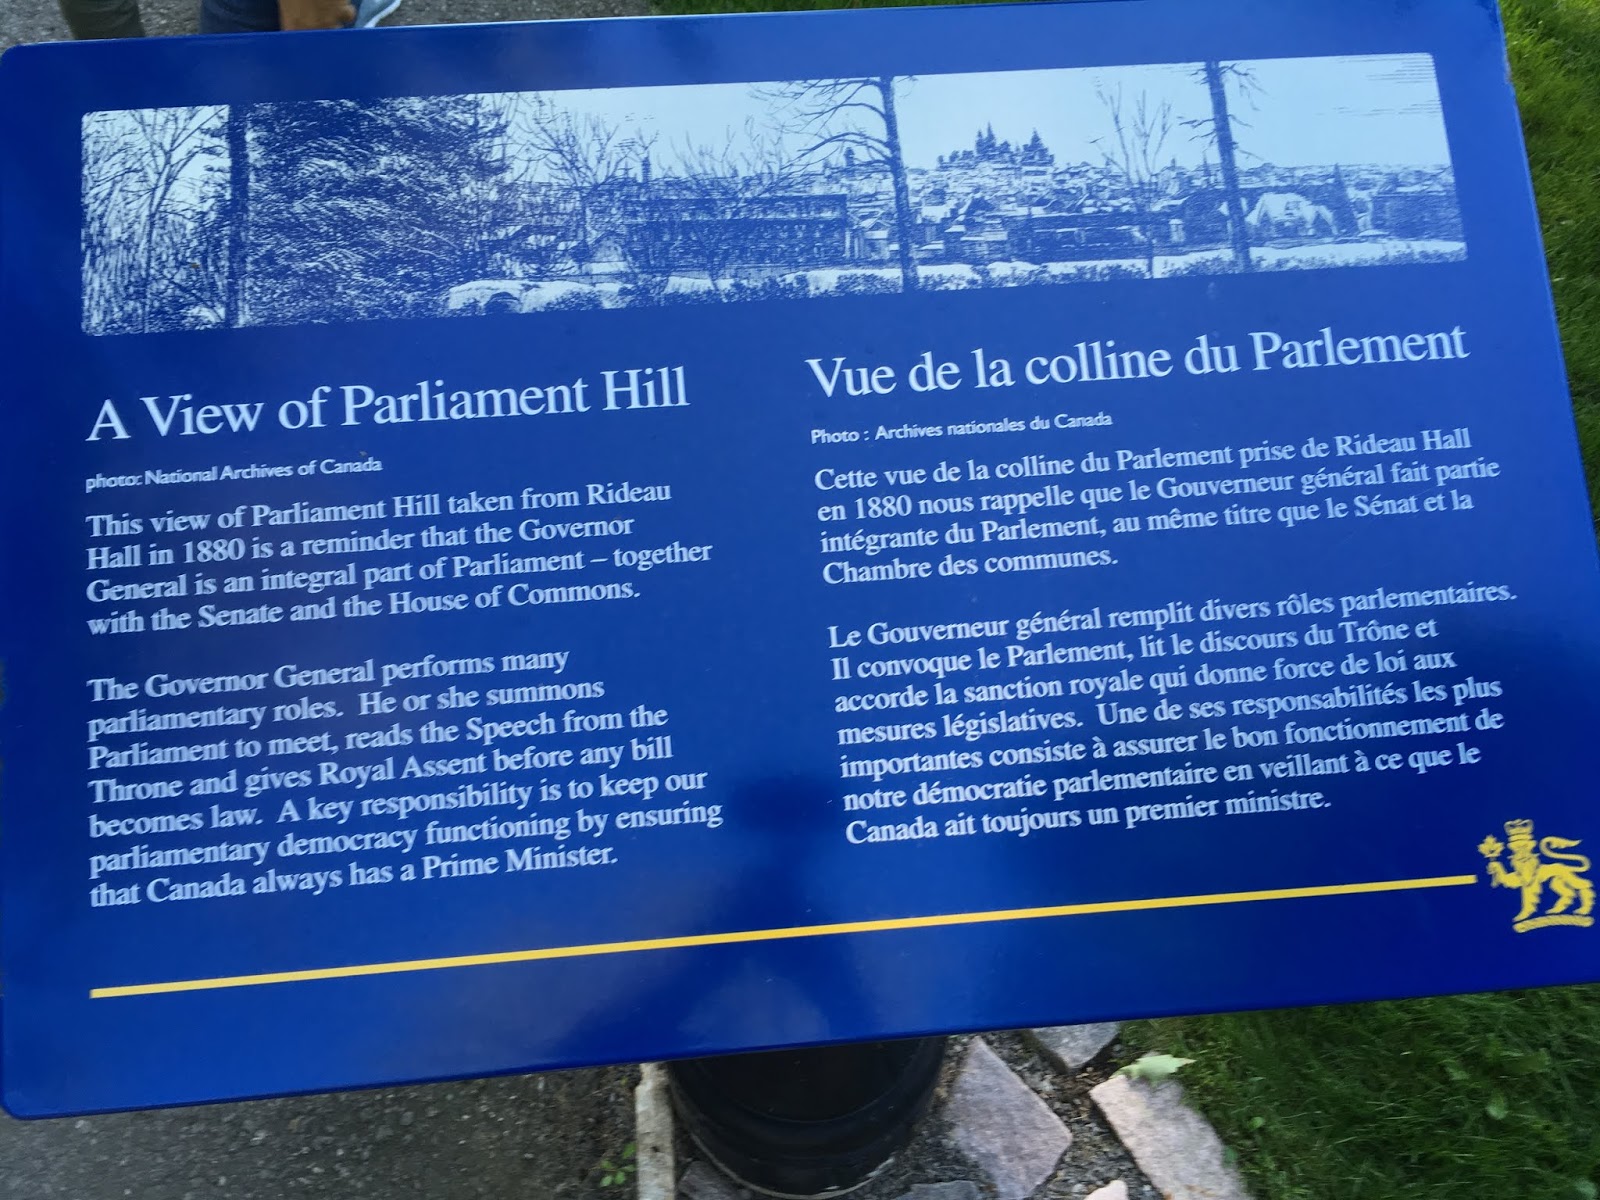 A View of Parliament Hill
photo: National Archives of Canada
This view of Parliament Hill taken from Rideau
Hall in 1880 is a reminder that the Governor
General is an integral part of Parliament – together
with the Senate and the House of Commons.
The Governor General performs many
parliamentary roles. He or she summons
Parliament to meet, reads the Speech from the
Throne and gives Royal Assent before any bill
becomes law. A key responsibility is to keep our
parliamentary democracy functioning by ensuring
that Canada always has a Prime Minister.
Vue de la colline du Parlement
Photo : Archives nationales du Canada
Cette vue de la colline du Parlement prise de Rideau Hall
en 1880 nous rappelle que le Gouverneur général fait partie
intégrante du Parlement, au même titre que le Sénat et la
Chambre des communes.
Le Gouverneur général remplit divers rôles parlementaires.
Il convoque le Parlement, lit le discours du Trône et
accorde la sanction royale qui donne force de loi aux
mesures législatives. Une de ses responsabilités les plus
importantes consiste à assurer le bon fonctionnement de
notre démocratie parlementaire en veillant à ce que le
Canada ait toujours un premier ministre.